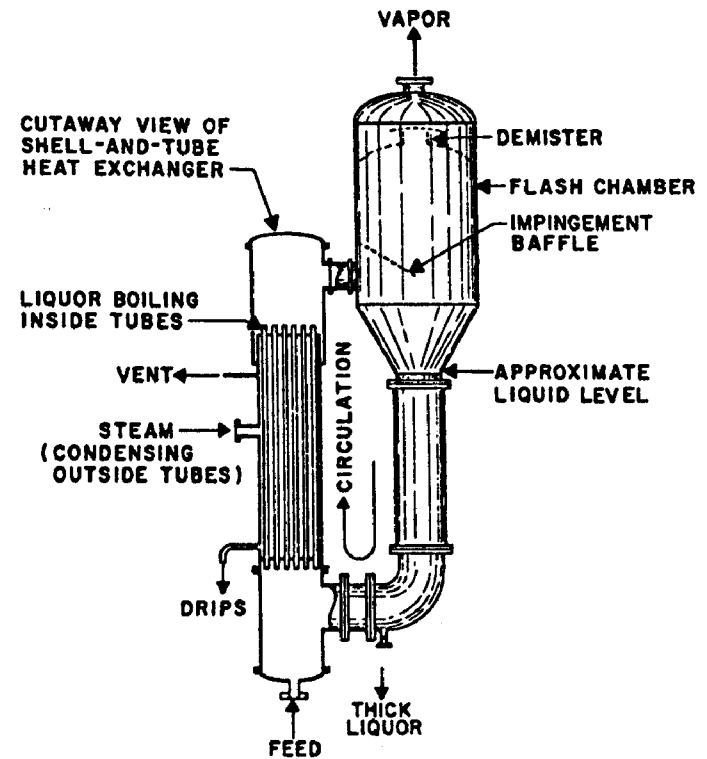 VAPOR
CUTAWAY VIEW OF
SHELL-AND-TUBE
HEAT EXCHANGER
DEMISTER
FLASH CHAMBER
IMPINGEMENT
BAFFLE
LIQUOR BOILING
INSIDE TUBES
VENT
APPROXIMATE
LIQUID LEVEL
STEAM
(CONDENSING
OUTSIDE TUBES)
CIRCULATION
DRIPS
THICK
LIQUOR
FEED